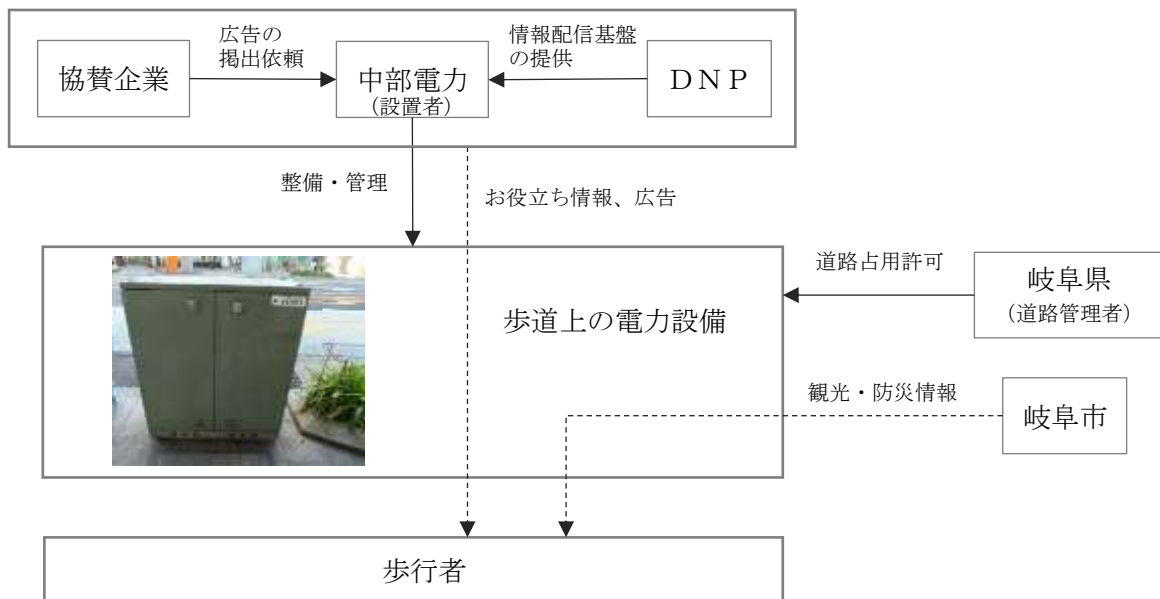 広告の
掲出依頼
情報配信基盤
の提供
協賛企業
中部電力
（設置者）
ＤＮＰ
整備・管理
お役立ち情報、広告
歩道上の電力設備
道路占用許可
岐阜県
（道路管理者）
観光・防災情報
岐阜市
歩行者